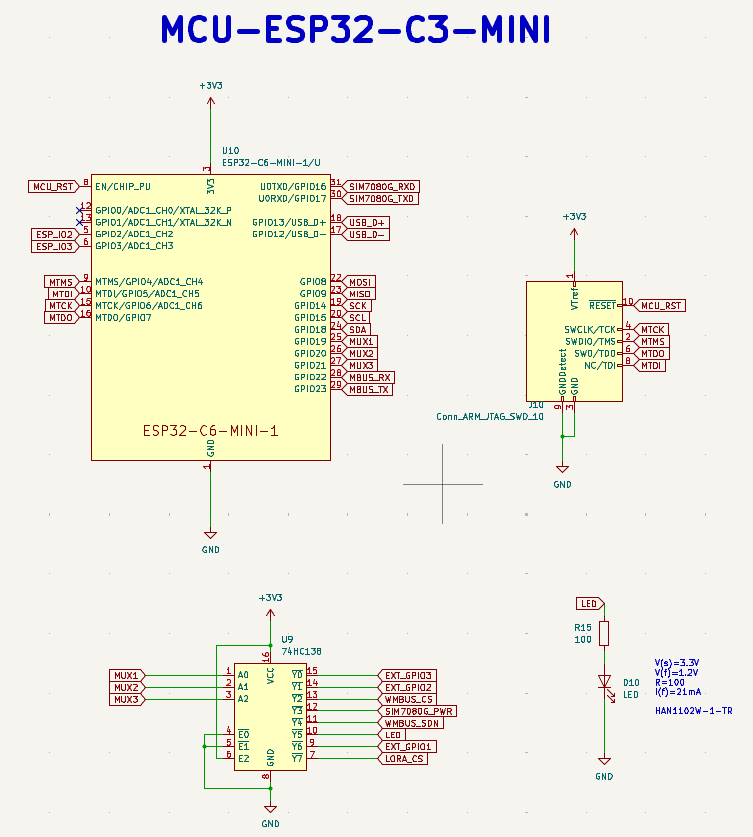 MCU-ESP32-C3-MINI
+3V3
U10
ESP32-C6-MINI-1/U
3
3V3
MCU_RST 8 EN/CHIP_PU
12 GPIO0/ADC1_CH0/XTAL_32K_P
13 GPIO1/ADC1_CH1/XTAL_32K_N
ESP_IO2 5 GPIO2/ADC1_CH2
ESP_IO3 6 GPIO3/ADC1_CH3
MTMS 9 MTMS/GPIO4/ADC1_CH4
MTDI 10 MTDI/GPIO5/ADC1_CH5
MTCK 15 MTCK/GPIO6/ADC1_CH6
MTDO 16 MTDO/GPIO7
U0TXD/GPIO16 31 SIM7080G_RXD
U0RXD/GPIO17 30 SIM7080G_TXD
GPIO13/USB_D+ 18 USB_D+
GPIO12/USB_D- 17 USB_D-
GPIO8 22 MOSI
GPIO9 23 MISO
GPIO14 19 SCK
GPIO15 20 SCL
GPIO18 24 SDA
GPIO19 25 MUX1
GPIO20 26 MUX2
GPIO21 27 MUX3
GPIO22 28 MBUS_RX
GPIO23 29 MBUS_TX
ESP32-C6-MINI-1
GND
1
GND
+3V3
1
VTref
RESET 10 MCU_RST
SWCLK/TCK 4 MTCK
SWDIO/TMS 2 MTMS
SWO/TDO 6 MTDO
NC/TDI 8 MTDI
GNDDetect
GND
9
3
J10
Conn_ARM_JTAG_SWD_10
GND
+3V3
U9
74HC138
16
VCC
MUX1 1 A0
MUX2 2 A1
MUX3 3 A2
4 E0
5 E1
6 E2
Y0 15 EXT_GPIO3
Y1 14 EXT_GPIO2
Y2 13 WMBUS_CS
Y3 12 SIM7080G_PWR
Y4 11 WMBUS_SDN
Y5 10 LED
Y6 9 EXT_GPIO1
Y7 7 LORA_CS
GND
8
GND
LED
R15
100
D10
LED
V(s)=3.3V
V(f)=1.2V
R=100
I(f)=21mA
HAN1102W-1-TR
GND